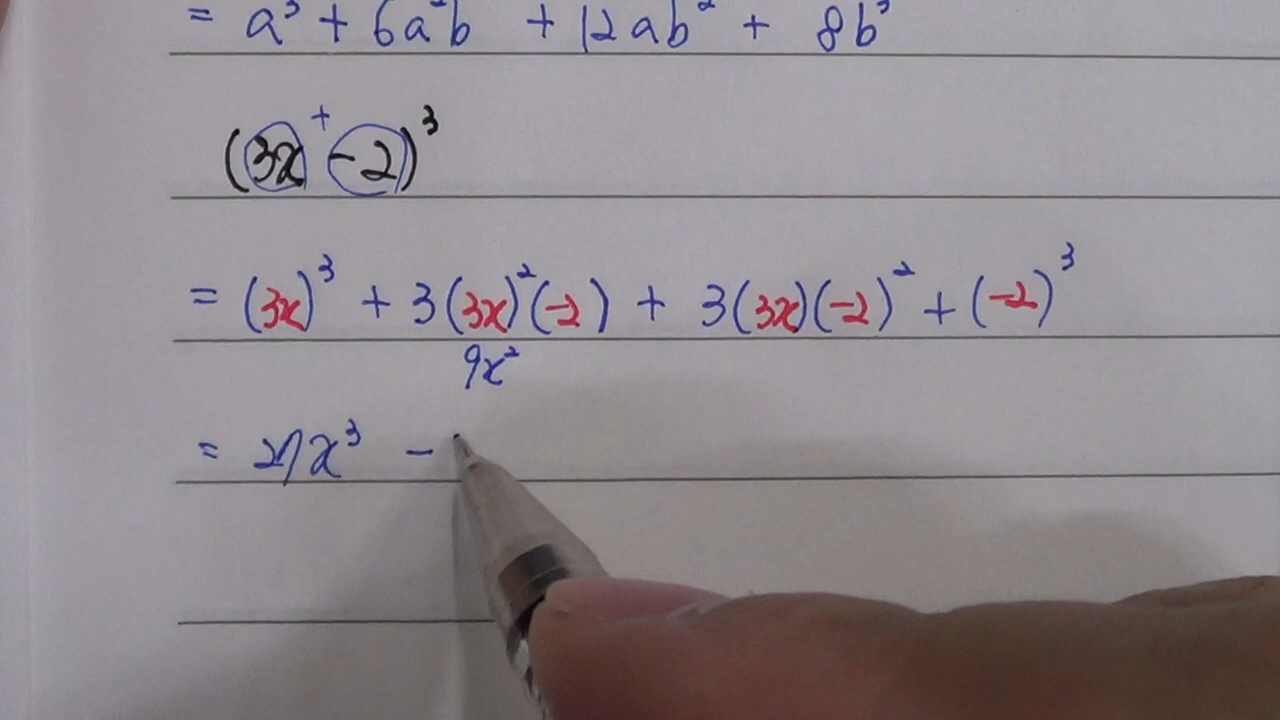 = a³ + 6a²b + 12ab² + 8b³
(3x + -2)³
= (3x)³ + 3(3x)²(-2) + 3(3x)(-2)² + (-2)³
9x²
= 27x³ -